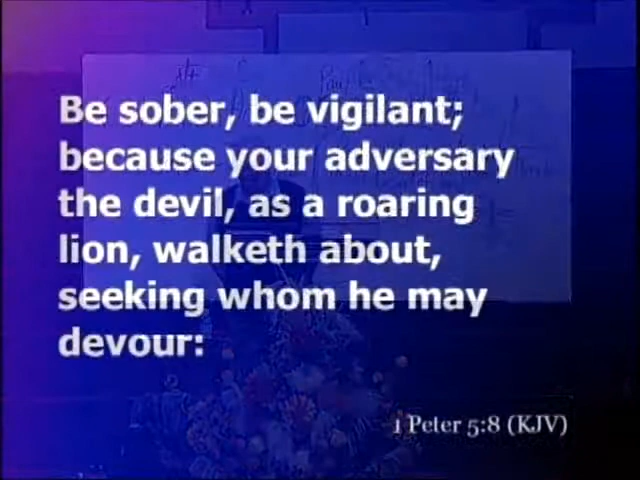 Be sober, be vigilant;
because your adversary
the devil, as a roaring
lion, walketh about,
seeking whom he may
devour:
1 Peter 5:8 (KJV)